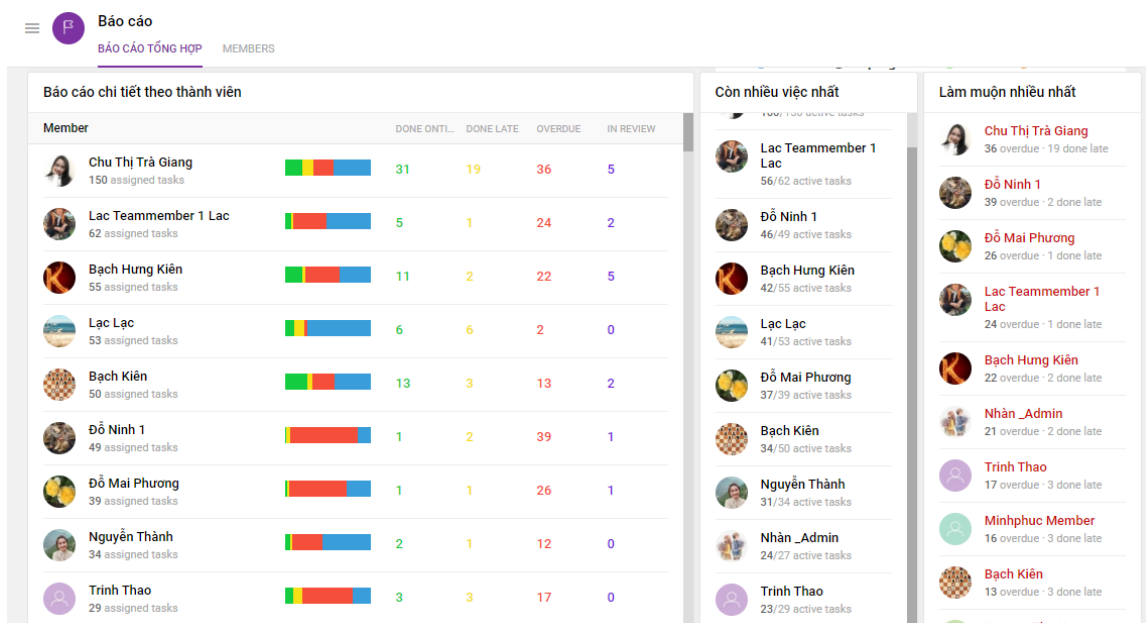 Báo cáo
BÁO CÁO TỔNG HỢP MEMBERS
Báo cáo chi tiết theo thành viên
Member DONE ONTI... DONE LATE OVERDUE IN REVIEW
Chu Thị Trà Giang
150 assigned tasks
31 19 36 5
Lac Teammember 1 Lac
62 assigned tasks
5 1 24 2
Bạch Hưng Kiên
55 assigned tasks
11 2 22 5
Lạc Lạc
53 assigned tasks
6 6 2 0
Bạch Kiên
50 assigned tasks
13 3 13 2
Đỗ Ninh 1
49 assigned tasks
1 2 39 1
Đỗ Mai Phương
39 assigned tasks
1 1 26 1
Nguyễn Thành
34 assigned tasks
2 1 12 0
Trinh Thao
29 assigned tasks
3 3 17 0
Còn nhiều việc nhất
active tasks
Lac Teammember 1
Lac
56/62 active tasks
Đỗ Ninh 1
46/49 active tasks
Bạch Hưng Kiên
42/55 active tasks
Lạc Lạc
41/53 active tasks
Đỗ Mai Phương
37/39 active tasks
Bạch Kiên
34/50 active tasks
Nguyễn Thành
31/34 active tasks
Nhàn _Admin
24/27 active tasks
Trinh Thao
23/29 active tasks
Làm muộn nhiều nhất
Chu Thị Trà Giang
36 overdue · 19 done late
Đỗ Ninh 1
39 overdue · 2 done late
Đỗ Mai Phương
26 overdue · 1 done late
Lac Teammember 1
Lac
24 overdue · 1 done late
Bạch Hưng Kiên
22 overdue · 2 done late
Nhàn _Admin
21 overdue · 2 done late
Trinh Thao
17 overdue · 3 done late
Minhphuc Member
16 overdue · 3 done late
Bạch Kiên
13 overdue · 3 done late